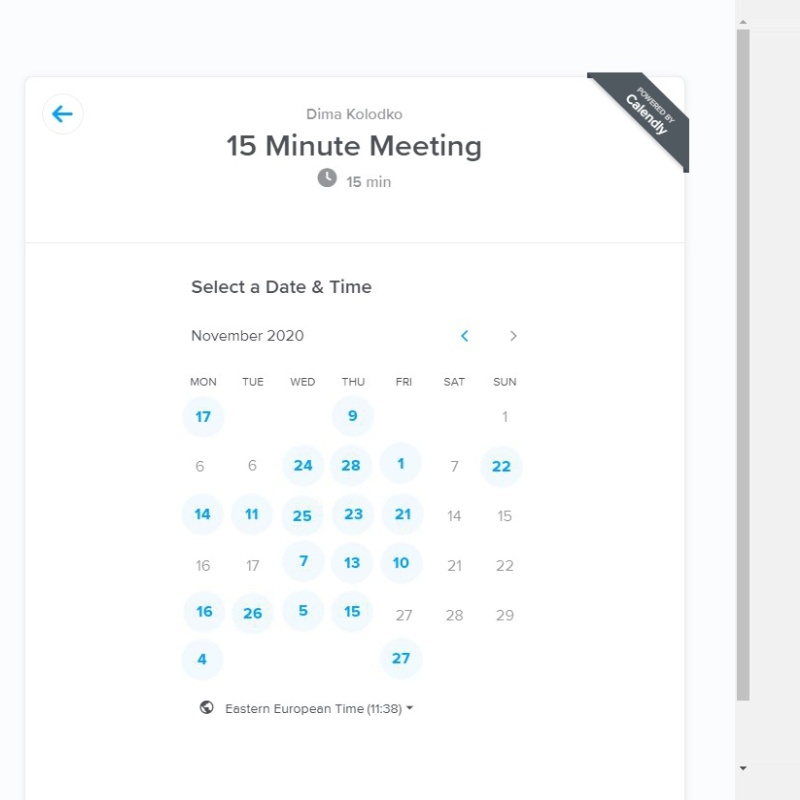 POWERED BY
Calendly
Dima Kolodko
15 Minute Meeting
15 min
Select a Date & Time
November 2020
MON TUE WED THU FRI SAT SUN
17 9 1
6 6 24 28 1 7 22
14 11 25 23 21 14 15
16 17 7 13 10 21 22
16 26 5 15 27 28 29
4 27
Eastern European Time (11:38)